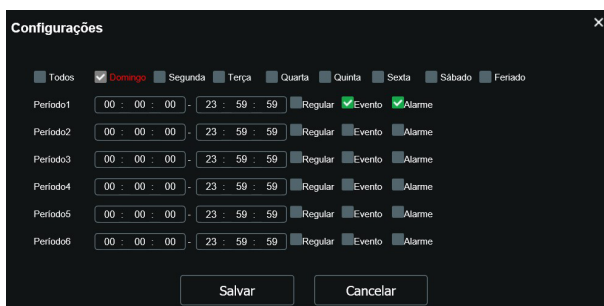 Configurações
Todos Domingo Segunda Terça Quarta Quinta Sexta Sábado Feriado
Período1 00 : 00 : 00 - 23 : 59 : 59 Regular Evento Alarme
Período2 00 : 00 : 00 - 23 : 59 : 59 Regular Evento Alarme
Período3 00 : 00 : 00 - 23 : 59 : 59 Regular Evento Alarme
Período4 00 : 00 : 00 - 23 : 59 : 59 Regular Evento Alarme
Período5 00 : 00 : 00 - 23 : 59 : 59 Regular Evento Alarme
Período6 00 : 00 : 00 - 23 : 59 : 59 Regular Evento Alarme
Salvar Cancelar